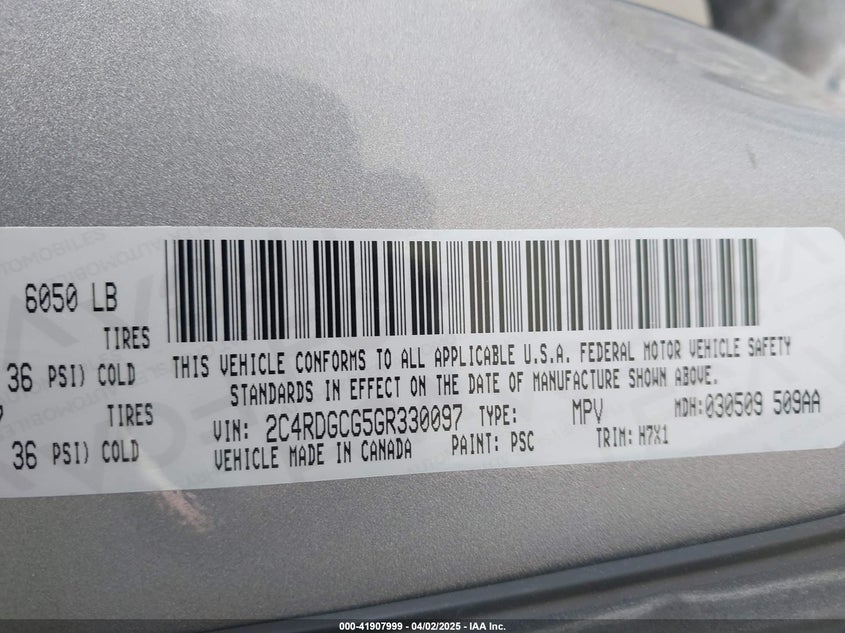 6050 LB
TIRES
36 PSI) COLD
TIRES
36 PSI) COLD
THIS VEHICLE CONFORMS TO ALL APPLICABLE U.S.A. FEDERAL MOTOR VEHICLE SAFETY
STANDARDS IN EFFECT ON THE DATE OF MANUFACTURE SHOWN ABOVE.
VIN: 2C4RDGCG5GR330097 TYPE: MPV MDH:030509 509AA
VEHICLE MADE IN CANADA PAINT: PSC TRIM: H7X1
000-41907999 - 04/02/2025 - IAA Inc.